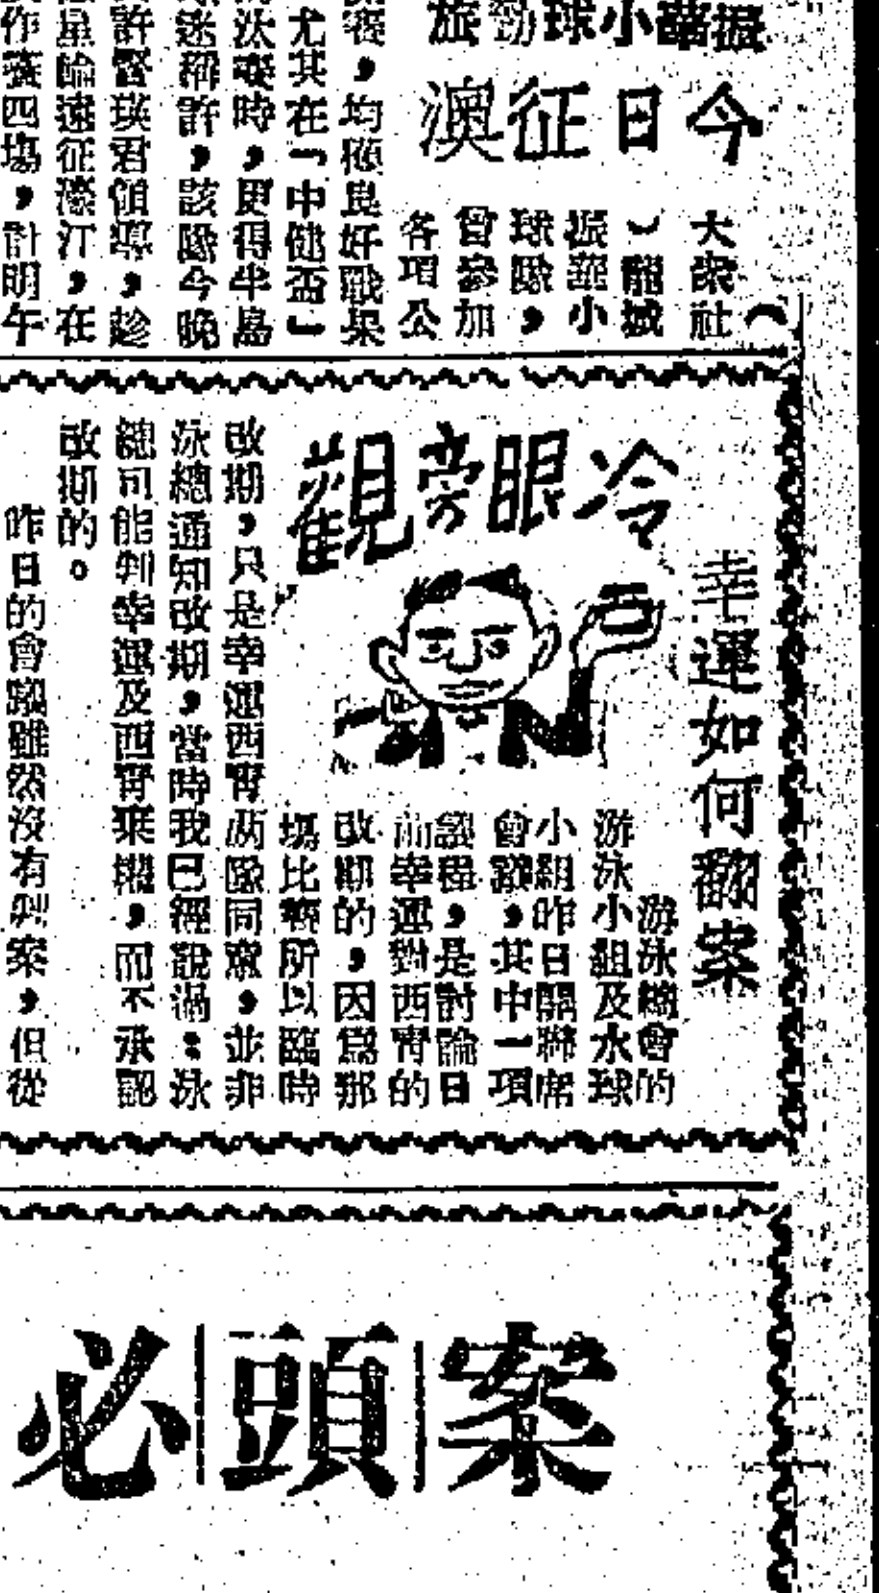 振華小球勁旅
今日征澳
（大衆社
）龍城
振華小
球隊，
曾參加
各項公
賽，均獲良好戰果
尤其在「中健盃」
汰賽時，更得半島
迷稱許，該隊今晚
許督瑛君領導，趁
星輪遠征濠江，在
作賽四場，計明午
冷眼旁觀
幸運如何翻案
游泳總會的
游泳小組及水球
小組昨日開聯席
會議，其中一項
議程，是討論日
前幸運對西青的
改期的，因爲那
塲比賽所以臨時
改期，只是幸運西青兩隊同意，並非
泳總通知改期，當時我已經說過：泳
總可能判幸運及西青棄權，而不承認
改期的。
昨日的會議雖然沒有判案，但從
案頭必